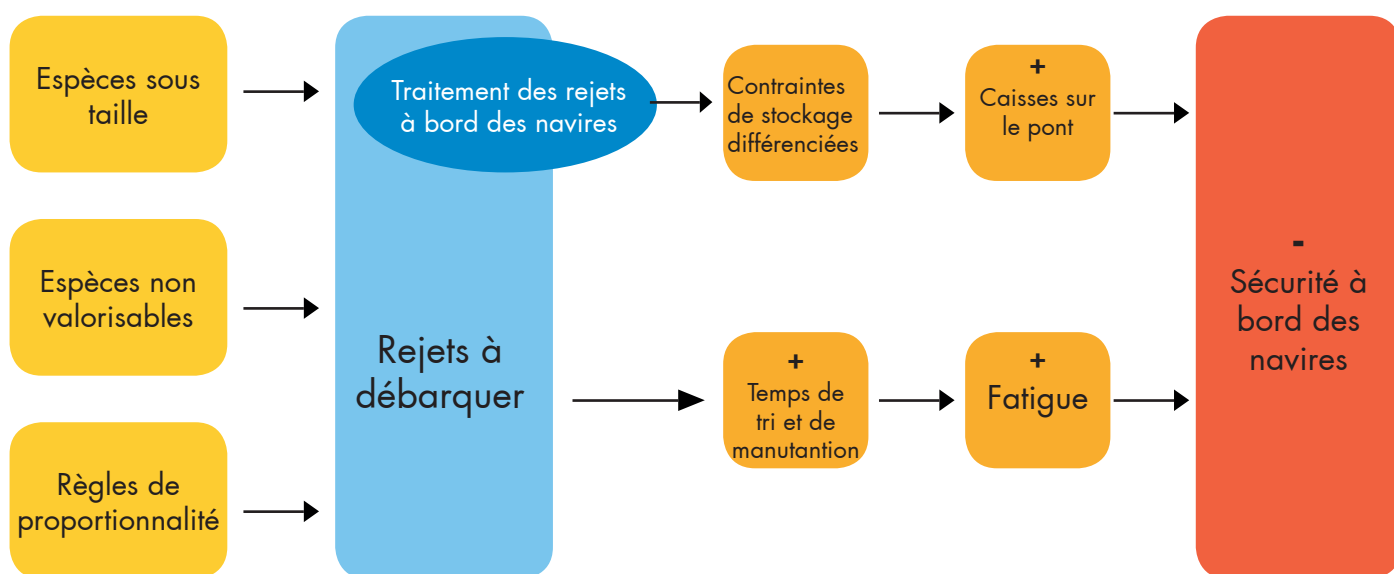 Espèces sous
taille
Traitement des rejets
à bord des navires
Contraintes
de stockage
différenciées
+
Caisses sur
le pont
Espèces non
valorisables
Rejets à
débarquer
+
Temps de
tri et de
manutantion
+
Fatigue
-
Sécurité à
bord des
navires
Règles de
proportionnalité